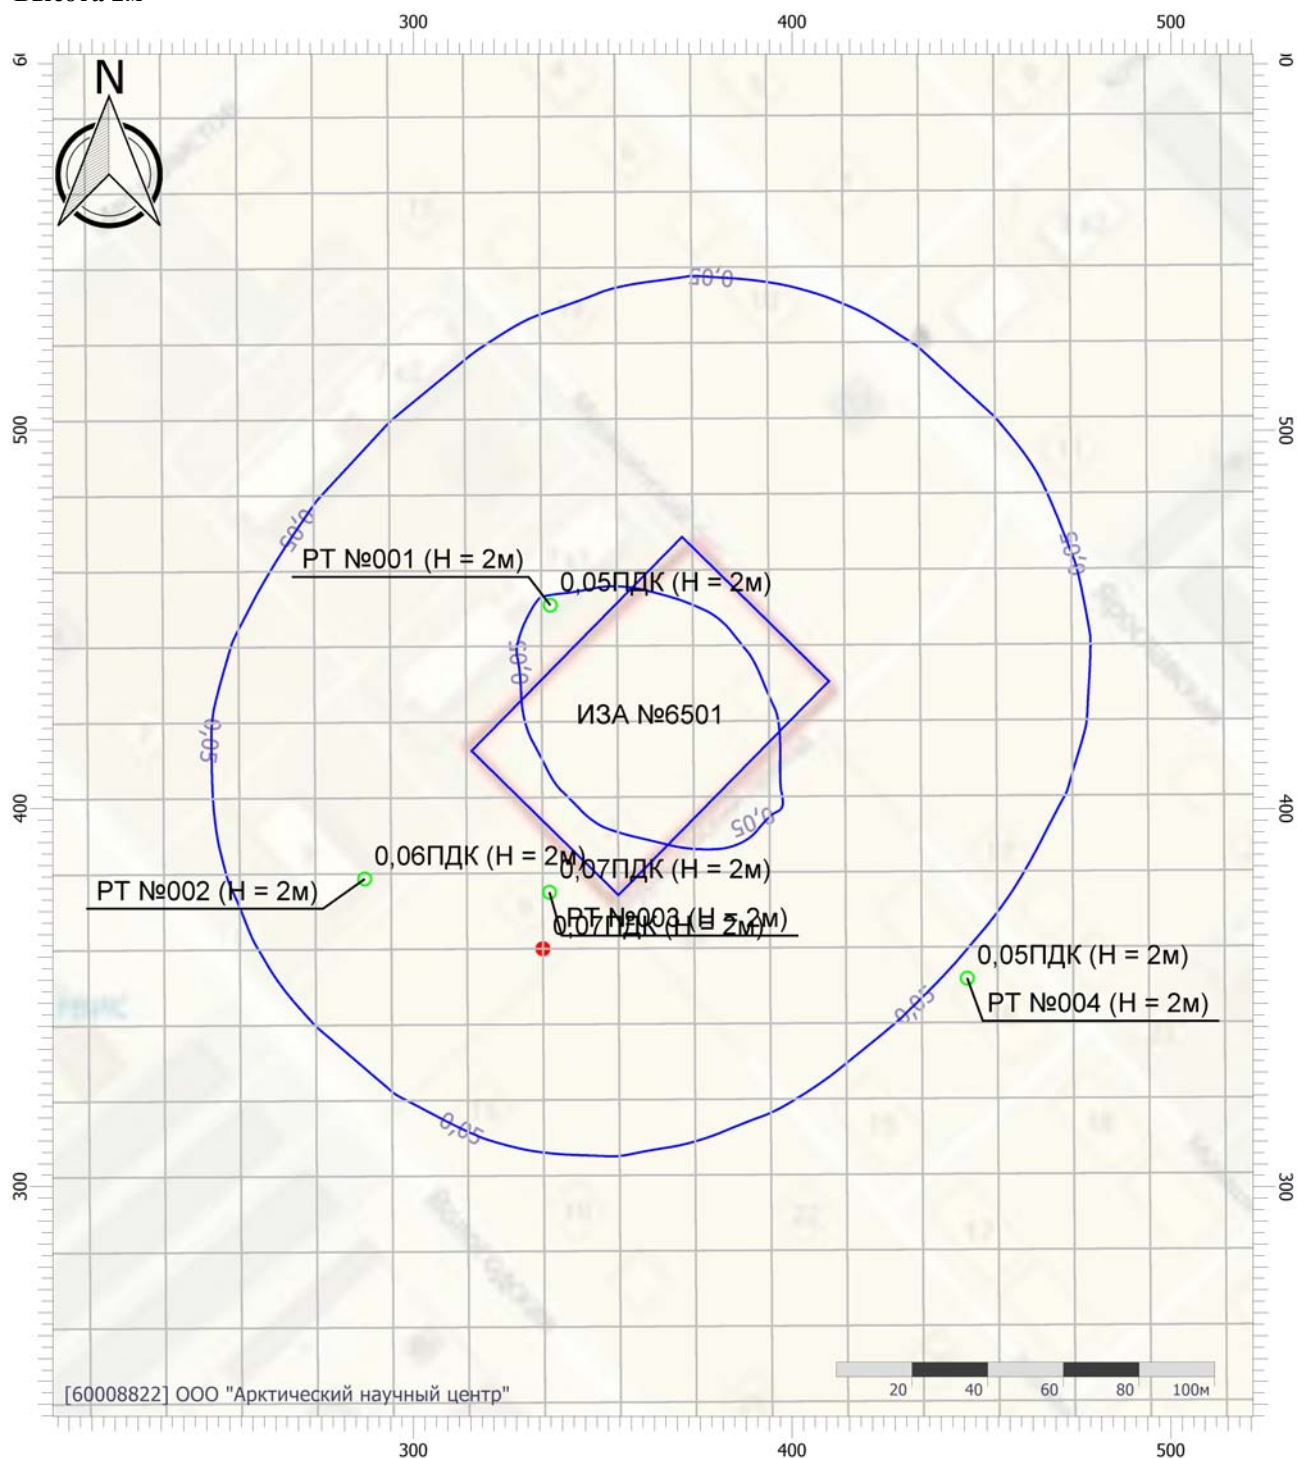 300 400 500
N
0,05
500 500
0,05
0,05
РТ №001 (Н = 2м)
0,05ПДК (Н = 2м)
0,05
ИЗА №6501
0,05
400 400
0,05
0,06ПДК (Н = 2м)
0,07ПДК (Н = 2м)
РТ №002 (Н = 2м)
РТ №003 (Н = 2м)
0,07ПДК (Н = 2м)
0,05ПДК (Н = 2м)
РТ №004 (Н = 2м)
0,05
0,05
300 300
Вологодская
20 40 60 80 100м
[60008822] ООО "Арктический научный центр"
300 400 500